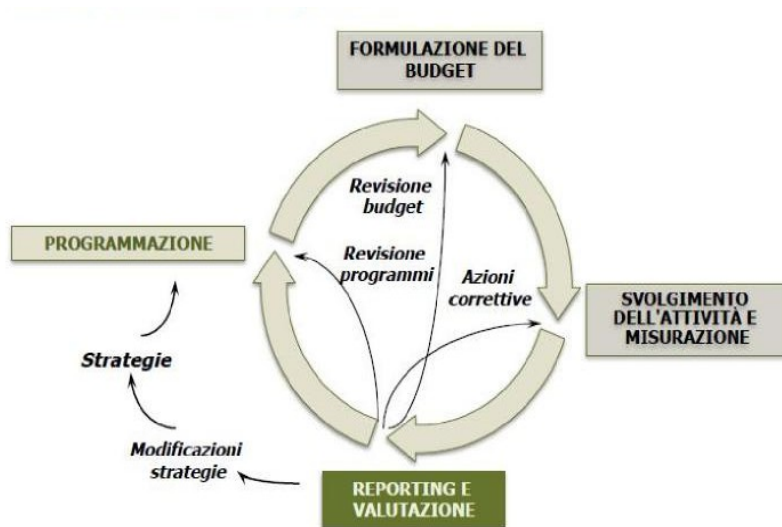 FORMULAZIONE DEL
BUDGET
Revisione
budget
PROGRAMMAZIONE
Revisione
programmi
Azioni
correttive
SVOLGIMENTO
DELL'ATTIVITÀ E
MISURAZIONE
Strategie
Modificazioni
strategie
REPORTING E
VALUTAZIONE